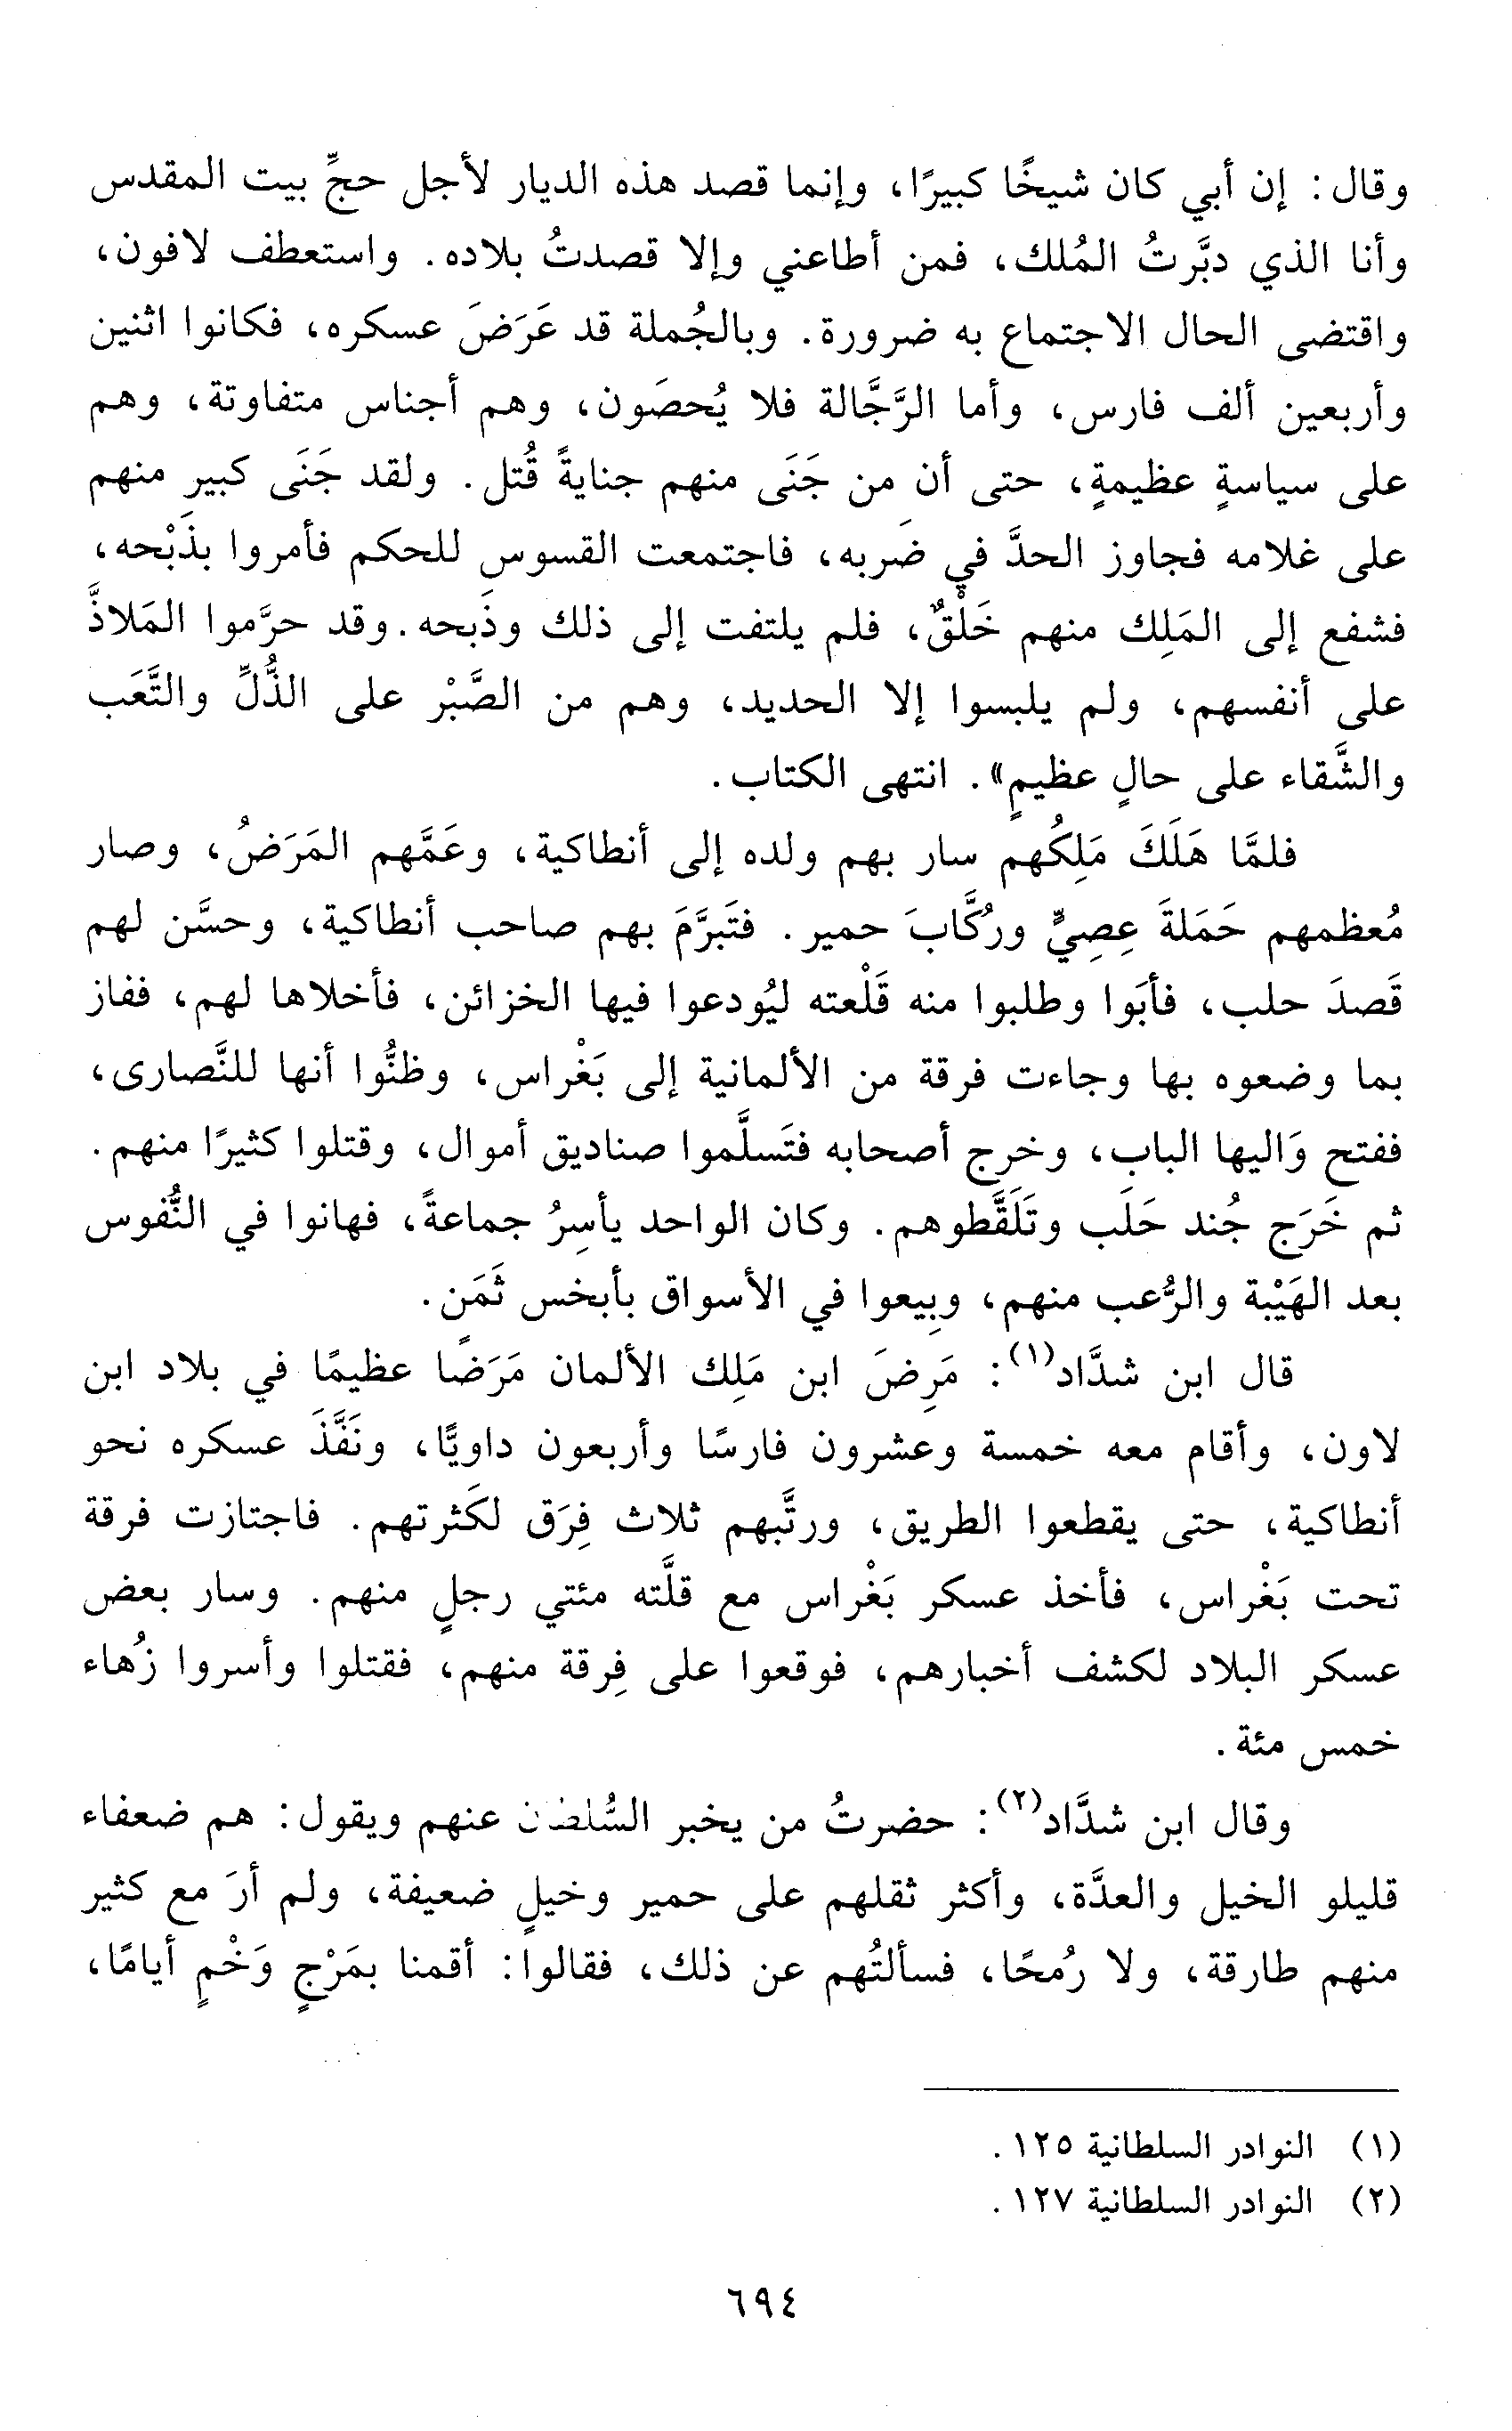 وقال: إن أبي كان شيخًا كبيرًا، وإنما قصد هذه الديار لأجل حجِّ بيت المقدس
وأنا الذي دبَّرتُ المُلك، فمن أطاعني وإلا قصدتُ بلاده. واستعطف لافون،
واقتضى الحال الاجتماع به ضرورة. وبالجُملة قد عَرَضَ عسكره، فكانوا اثنين
وأربعين ألف فارس، وأما الرَّجَّالة فلا يُحصَون، وهم أجناس متفاوتة، وهم
على سياسةٍ عظيمةٍ، حتى أن من جَنَى منهم جنايةً قُتل. ولقد جَنَى كبير منهم
على غلامه فجاوز الحدَّ في ضَربه، فاجتمعت القسوس للحكم فأمروا بذَبْحه،
فشفع إلى المَلِك منهم خَلْقٌ، فلم يلتفت إلى ذلك وذَبحه. وقد حرَّموا المَلاذَّ
على أنفسهم، ولم يلبسوا إلا الحديد، وهم من الصَّبْر على الذُّلِّ والتَّعَب
والشَّقاء على حالٍ عظيمٍ». انتهى الكتاب.
فلمَّا هَلَكَ مَلِكُهم سار بهم ولده إلى أنطاكية، وعَمَّهم المَرَضُ، وصار
مُعظمهم حَمَلةَ عِصِيٍّ ورُكَّابَ حمير. فتَبرَّمَ بهم صاحب أنطاكية، وحسَّن لهم
قَصدَ حلب، فأبَوا وطلبوا منه قَلْعته ليُودعوا فيها الخزائن، فأخلاها لهم، ففاز
بما وضعوه بها وجاءت فرقة من الألمانية إلى بَغْراس، وظنُّوا أنها للنَّصارى،
ففتح وَاليها الباب، وخرج أصحابه فتَسلَّموا صناديق أموال، وقتلوا كثيرًا منهم.
ثم خَرَج جُند حَلَب وتَلَقَّطوهم. وكان الواحد يأسِرُ جماعةً، فهانوا في النُّفوس
بعد الهَيْبة والرُّعب منهم، وبِيعوا في الأسواق بأبخس ثَمَن.
قال ابن شدَّاد(١): مَرِضَ ابن مَلِك الألمان مَرَضًا عظيمًا في بلاد ابن
لاون، وأقام معه خمسة وعشرون فارسًا وأربعون داويًّا، ونَفَّذَ عسكره نحو
أنطاكية، حتى يقطعوا الطريق، ورتَّبهم ثلاث فِرَق لكَثرتهم. فاجتازت فرقة
تحت بَغْراس، فأخذ عسكر بَغْراس مع قلَّته مئتي رجلٍ منهم. وسار بعض
عسكر البلاد لكشف أخبارهم، فوقعوا على فِرقة منهم، فقتلوا وأسروا زُهاء
خمس مئة.
وقال ابن شدَّاد(٢): حضرتُ من يخبر السُّلطان عنهم ويقول: هم ضعفاء
قليلو الخيل والعدَّة، وأكثر ثقلهم على حمير وخيلٍ ضعيفة، ولم أرَ مع كثير
منهم طارقة، ولا رُمحًا، فسألتُهم عن ذلك، فقالوا: أقمنا بمَرْجٍ وَخْمٍ أيامًا،
(١) النوادر السلطانية ١٢٥.
(٢) النوادر السلطانية ١٢٧.
٦٩٤